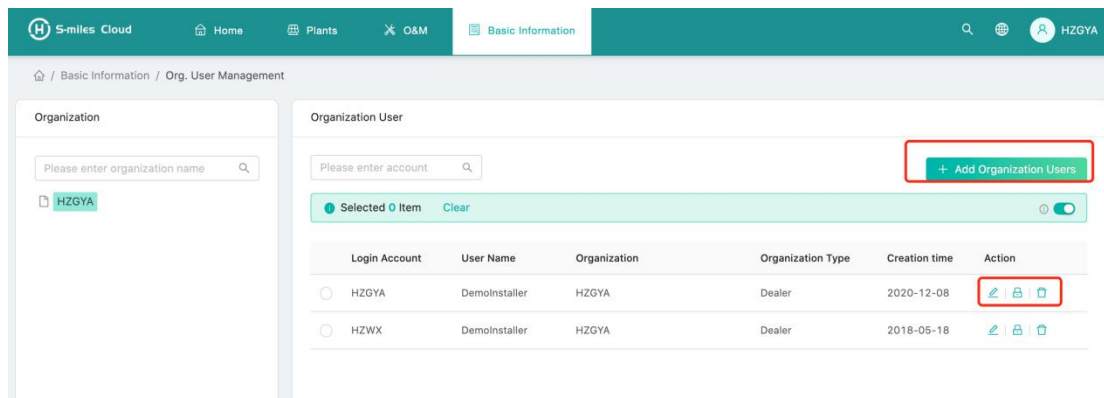 S-miles Cloud Home Plants O&M Basic Information HZGYA
/ Basic Information / Org. User Management
Organization
Please enter organization name
HZGYA
Organization User
Please enter account
+ Add Organization Users
Selected 0 Item Clear
Login Account User Name Organization Organization Type Creation time Action
HZGYA DemoInstaller HZGYA Dealer 2020-12-08
HZWX DemoInstaller HZGYA Dealer 2018-05-18